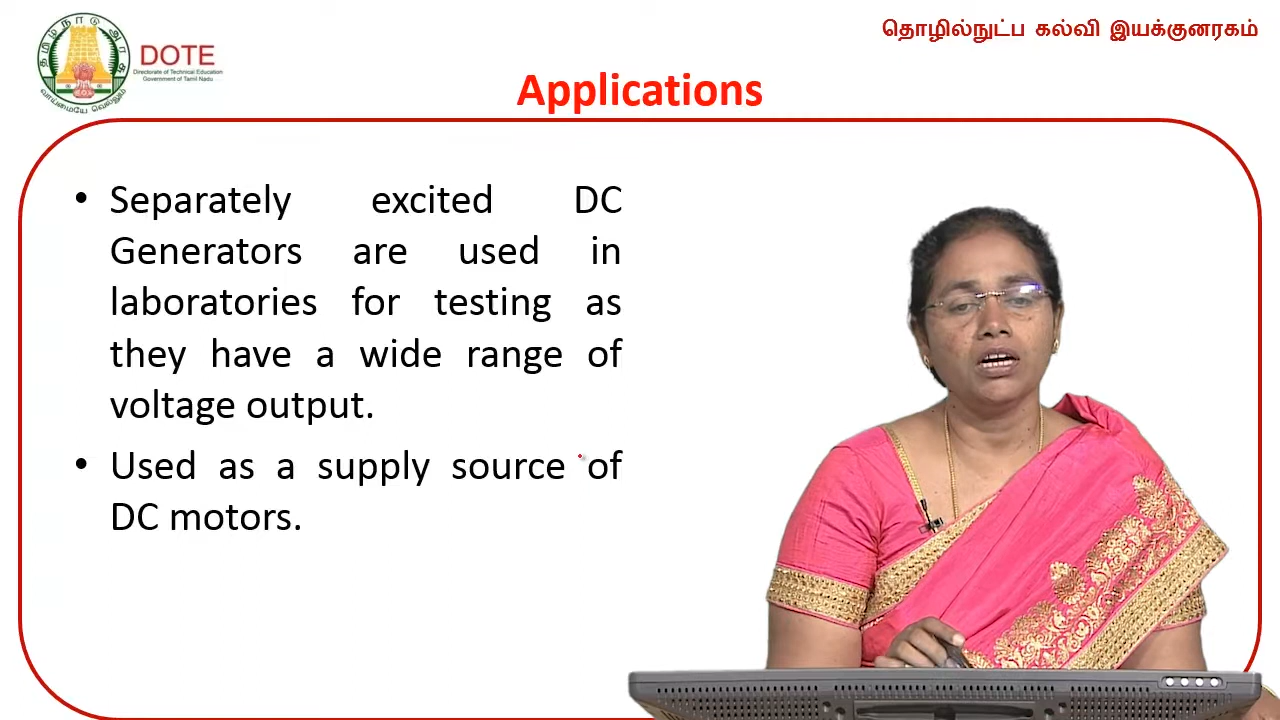 தொழில்நுட்ப கல்வி இயக்குனரகம்
தமிழ்நாடு அரசு
வாய்மையே வெல்லும்
DOTE
Directorate of Technical Education
Government of Tamil Nadu
Applications
• Separately excited DC
Generators are used in
laboratories for testing as
they have a wide range of
voltage output.
• Used as a supply source of
DC motors.